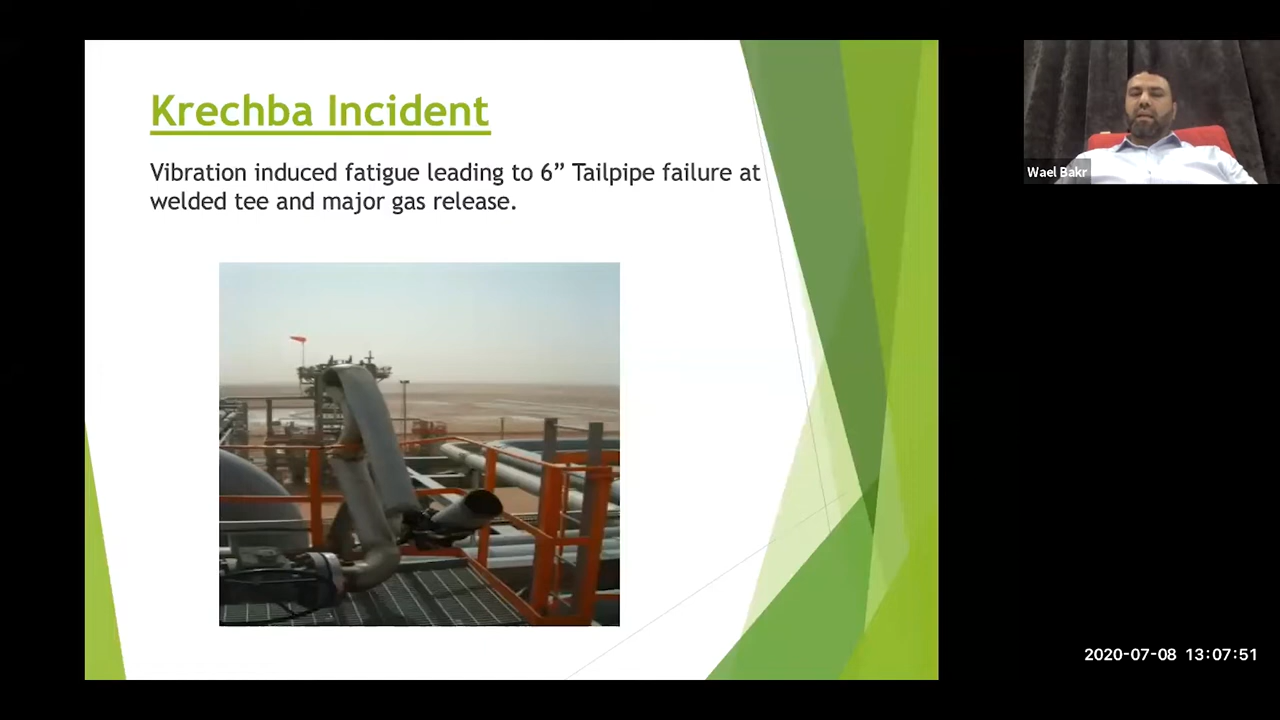 Krechba Incident
Vibration induced fatigue leading to 6” Tailpipe failure at
welded tee and major gas release.
Wael Bakr
2020-07-08 13:07:51